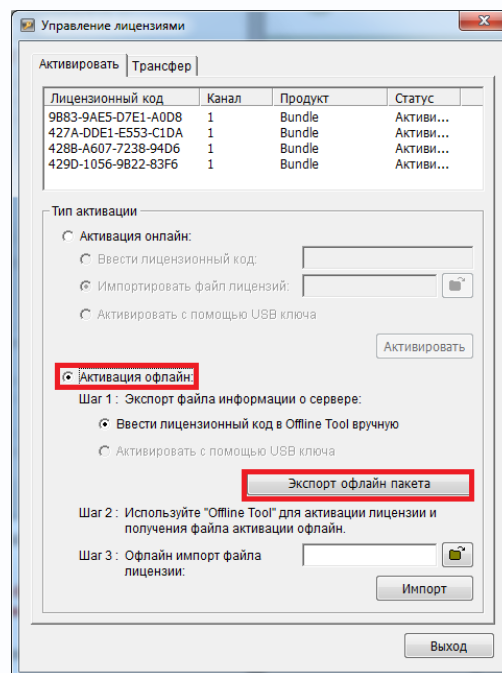 Управление лицензиями
Активировать Трансфер
Лицензионный код Канал Продукт Статус
9B83-9AE5-D7E1-A0D8 1 Bundle Активи...
427A-DDE1-E553-C1DA 1 Bundle Активи...
428B-A607-7238-94D6 1 Bundle Активи...
429D-1056-9B22-83F6 1 Bundle Активи...
Тип активации
Активация онлайн:
Ввести лицензионный код:
Импортировать файл лицензий:
Активировать с помощью USB ключа
Активировать
Активация офлайн:
Шаг 1 : Экспорт файла информации о сервере:
Ввести лицензионный код в Offline Tool вручную
Активировать с помощью USB ключа
Экспорт офлайн пакета
Шаг 2 : Используйте "Offline Tool" для активации лицензии и
получения файла активации офлайн.
Шаг 3 : Офлайн импорт файла
лицензии:
Импорт
Выход